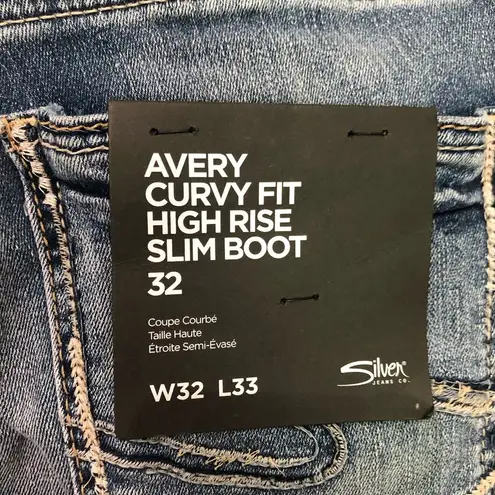 AVERY
CURVY FIT
HIGH RISE
SLIM BOOT
32
Coupe Courbé
Taille Haute
Étroite Semi-Évasé
W32 L33
Silver
JEANS CO.